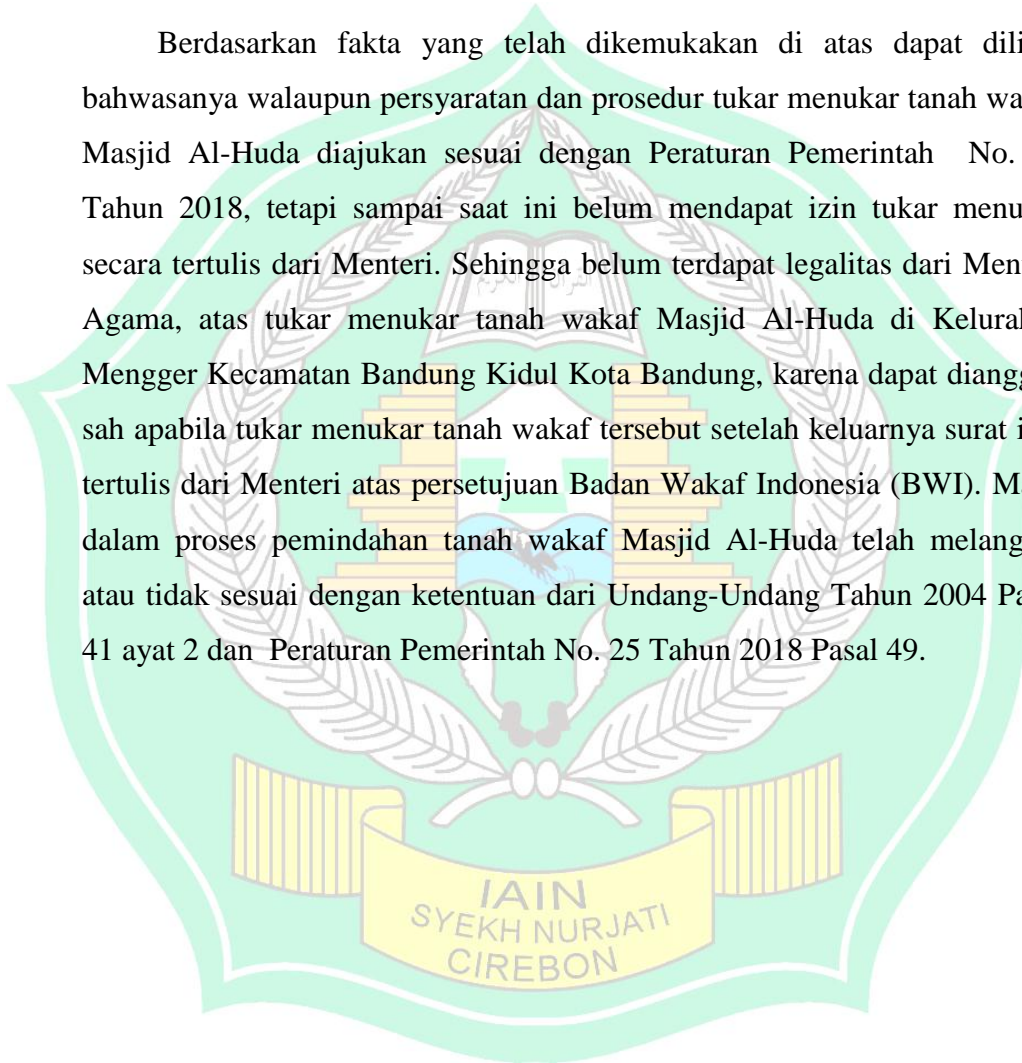 Berdasarkan fakta yang telah dikemukakan di atas dapat dili
bahwasanya walaupun persyaratan dan prosedur tukar menukar tanah wa
Masjid Al-Huda diajukan sesuai dengan Peraturan Pemerintah No.
Tahun 2018, tetapi sampai saat ini belum mendapat izin tukar menu
secara tertulis dari Menteri. Sehingga belum terdapat legalitas dari Men
Agama, atas tukar menukar tanah wakaf Masjid Al-Huda di Kelura
Mengger Kecamatan Bandung Kidul Kota Bandung, karena dapat diangg
sah apabila tukar menukar tanah wakaf tersebut setelah keluarnya surat i
tertulis dari Menteri atas persetujuan Badan Wakaf Indonesia (BWI). M
dalam proses pemindahan tanah wakaf Masjid Al-Huda telah melang
atau tidak sesuai dengan ketentuan dari Undang-Undang Tahun 2004 Pa
41 ayat 2 dan Peraturan Pemerintah No. 25 Tahun 2018 Pasal 49.
IAIN
SYEKH NURJATI
CIREBON